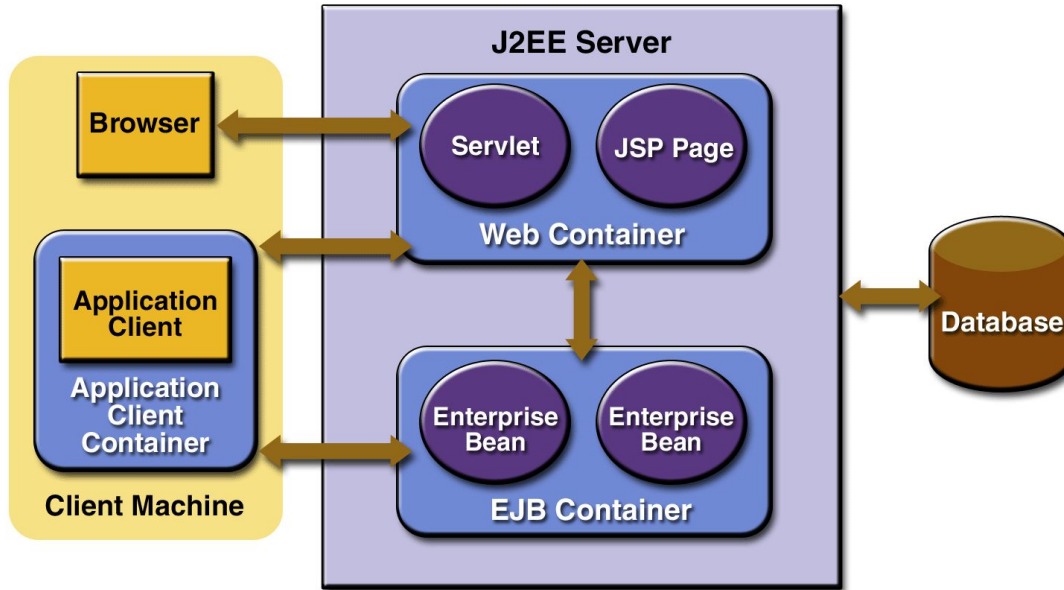 J2EE Server
Browser
Servlet
JSP Page
Web Container
Application
Client
Application
Client
Container
Client Machine
Enterprise
Bean
Enterprise
Bean
EJB Container
Database